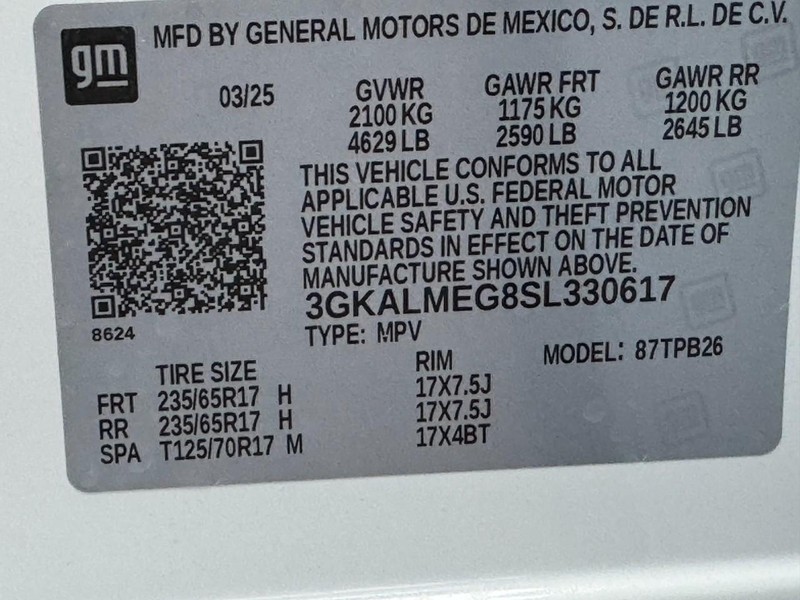 gm MFD BY GENERAL MOTORS DE MEXICO, S. DE R.L. DE C.V.
03/25 GVWR GAWR FRT GAWR RR
2100 KG 1175 KG 1200 KG
4629 LB 2590 LB 2645 LB
THIS VEHICLE CONFORMS TO ALL
APPLICABLE U.S. FEDERAL MOTOR
VEHICLE SAFETY AND THEFT PREVENTION
STANDARDS IN EFFECT ON THE DATE OF
MANUFACTURE SHOWN ABOVE.
3GKALMEG8SL330617
8624 TYPE: MPV MODEL: 87TPB26
TIRE SIZE RIM
FRT 235/65R17 H 17X7.5J
RR 235/65R17 H 17X7.5J
SPA T125/70R17 M 17X4BT